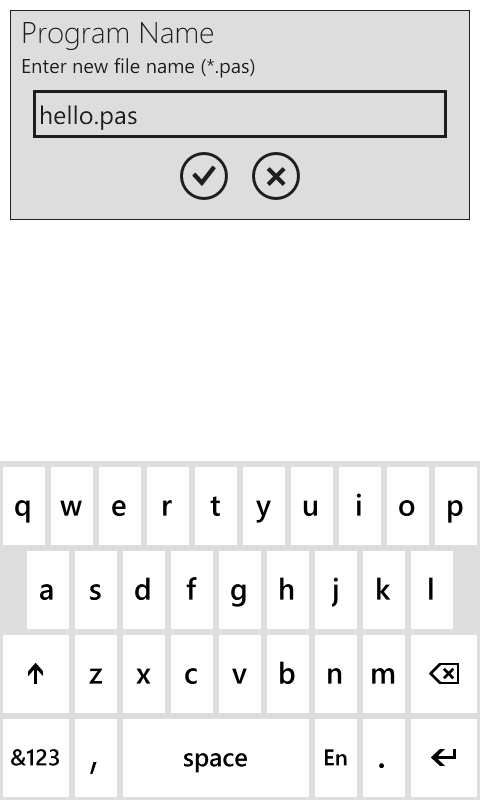 Program Name
Enter new file name (*.pas)
hello.pas
q w e r t y u i o p
a s d f g h j k l
z x c v b n m
&123 , space En .